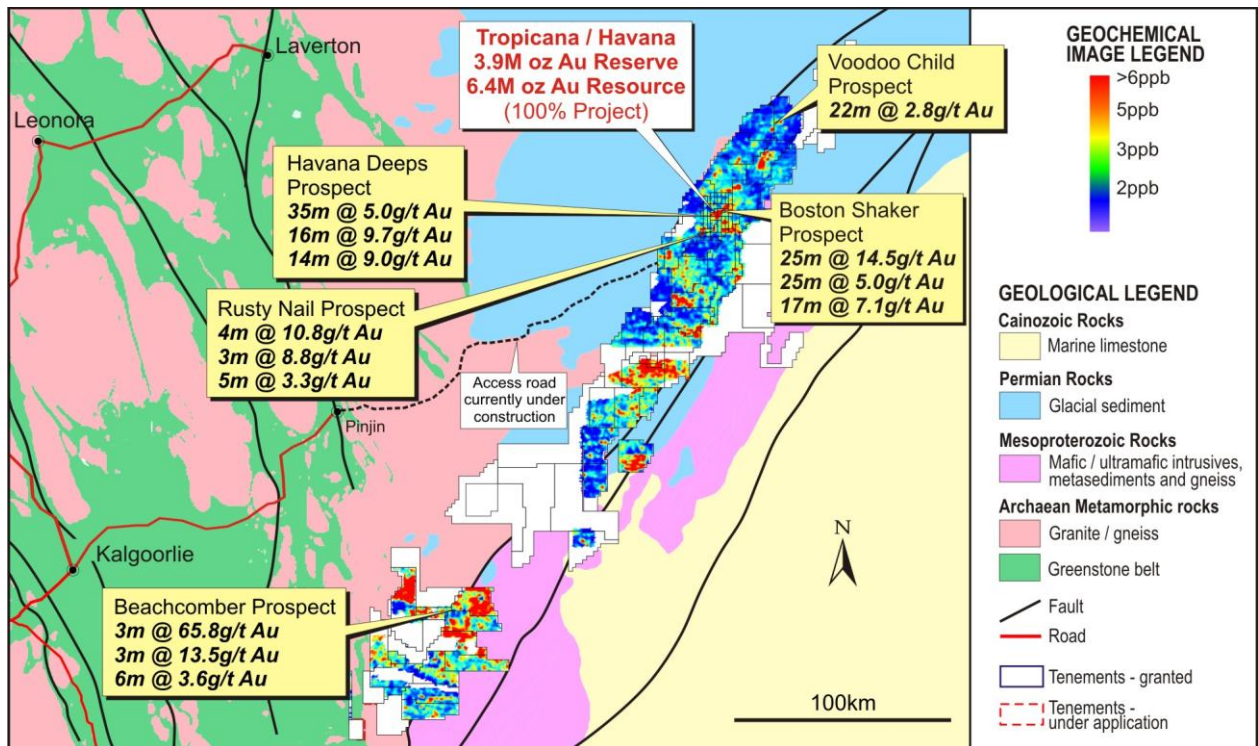 Laverton
Leonora
Tropicana / Havana
3.9M oz Au Reserve
6.4M oz Au Resource
(100% Project)
Voodoo Child
Prospect
22m @ 2.8g/t Au
Havana Deeps
Prospect
35m @ 5.0g/t Au
16m @ 9.7g/t Au
14m @ 9.0g/t Au
Boston Shaker
Prospect
25m @ 14.5g/t Au
25m @ 5.0g/t Au
17m @ 7.1g/t Au
Rusty Nail Prospect
4m @ 10.8g/t Au
3m @ 8.8g/t Au
5m @ 3.3g/t Au
Access road
currently under
construction
Pinjin
Kalgoorlie
Beachcomber Prospect
3m @ 65.8g/t Au
3m @ 13.5g/t Au
6m @ 3.6g/t Au
N
100km
GEOCHEMICAL
IMAGE LEGEND
>6ppb
5ppb
3ppb
2ppb
GEOLOGICAL LEGEND
Cainozoic Rocks
Marine limestone
Permian Rocks
Glacial sediment
Mesoproterozoic Rocks
Mafic / ultramafic intrusives,
metasediments and gneiss
Archaean Metamorphic rocks
Granite / gneiss
Greenstone belt
Fault
Road
Tenements - granted
Tenements -
under application